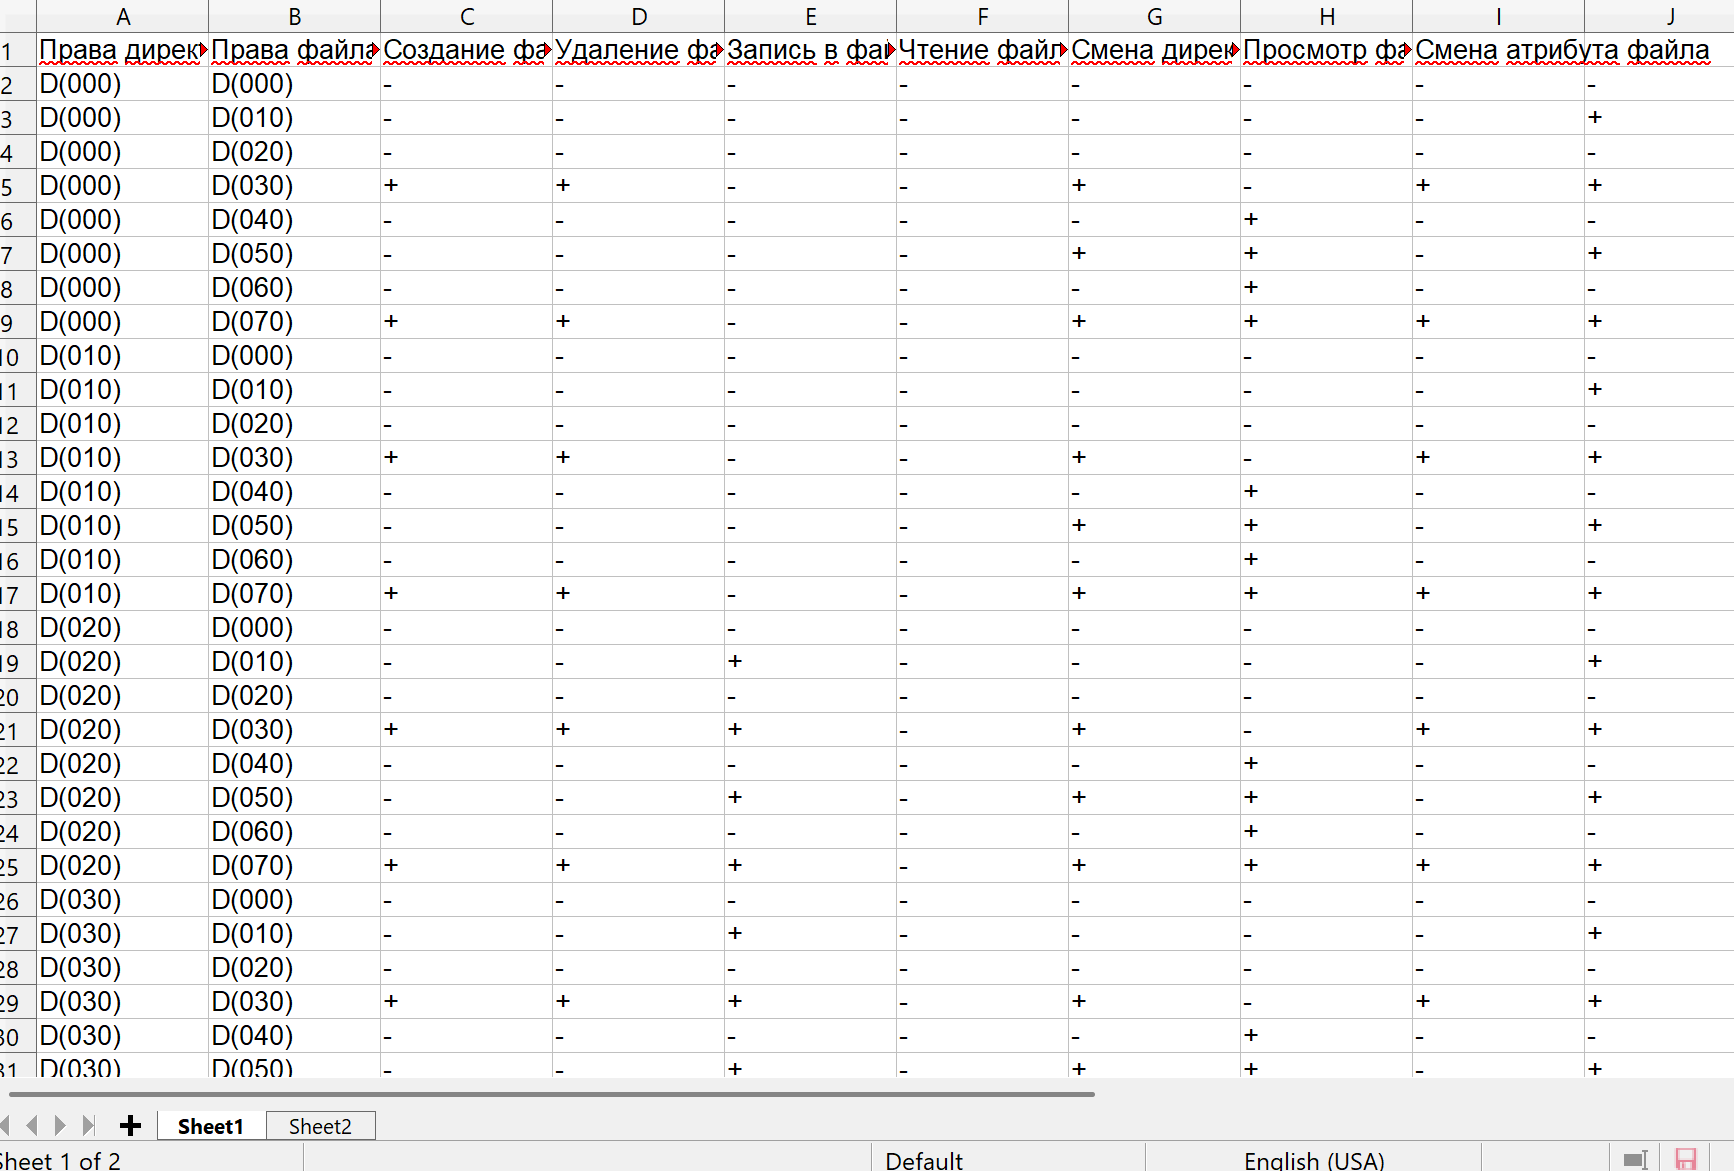 A B C D E F G H I J
1 Права дирек Права файла Создание фа Удаление фа Запись в фай Чтение файл Смена дирек Просмотр фа Смена атрибута файла
2 D(000) D(000) - - - - - - - -
3 D(000) D(010) - - - - - - - +
4 D(000) D(020) - - - - - - - -
5 D(000) D(030) + + - - + - + +
6 D(000) D(040) - - - - - + - -
7 D(000) D(050) - - - - + + - +
8 D(000) D(060) - - - - - + - -
9 D(000) D(070) + + - - + + + +
10 D(010) D(000) - - - - - - - -
11 D(010) D(010) - - - - - - - +
12 D(010) D(020) - - - - - - - -
13 D(010) D(030) + + - - + - + +
14 D(010) D(040) - - - - - + - -
15 D(010) D(050) - - - - + + - +
16 D(010) D(060) - - - - - + - -
17 D(010) D(070) + + - - + + + +
18 D(020) D(000) - - - - - - - -
19 D(020) D(010) - - + - - - - +
20 D(020) D(020) - - - - - - - -
21 D(020) D(030) + + + - + - + +
22 D(020) D(040) - - - - - + - -
23 D(020) D(050) - - + - + + - +
24 D(020) D(060) - - - - - + - -
25 D(020) D(070) + + + - + + + +
26 D(030) D(000) - - - - - - - -
27 D(030) D(010) - - + - - - - +
28 D(030) D(020) - - - - - - - -
29 D(030) D(030) + + + - + - + +
30 D(030) D(040) - - - - - + - -
31 D(030) D(050) - - + - + + - +
Sheet1 Sheet2
Sheet 1 of 2 Default English (USA)